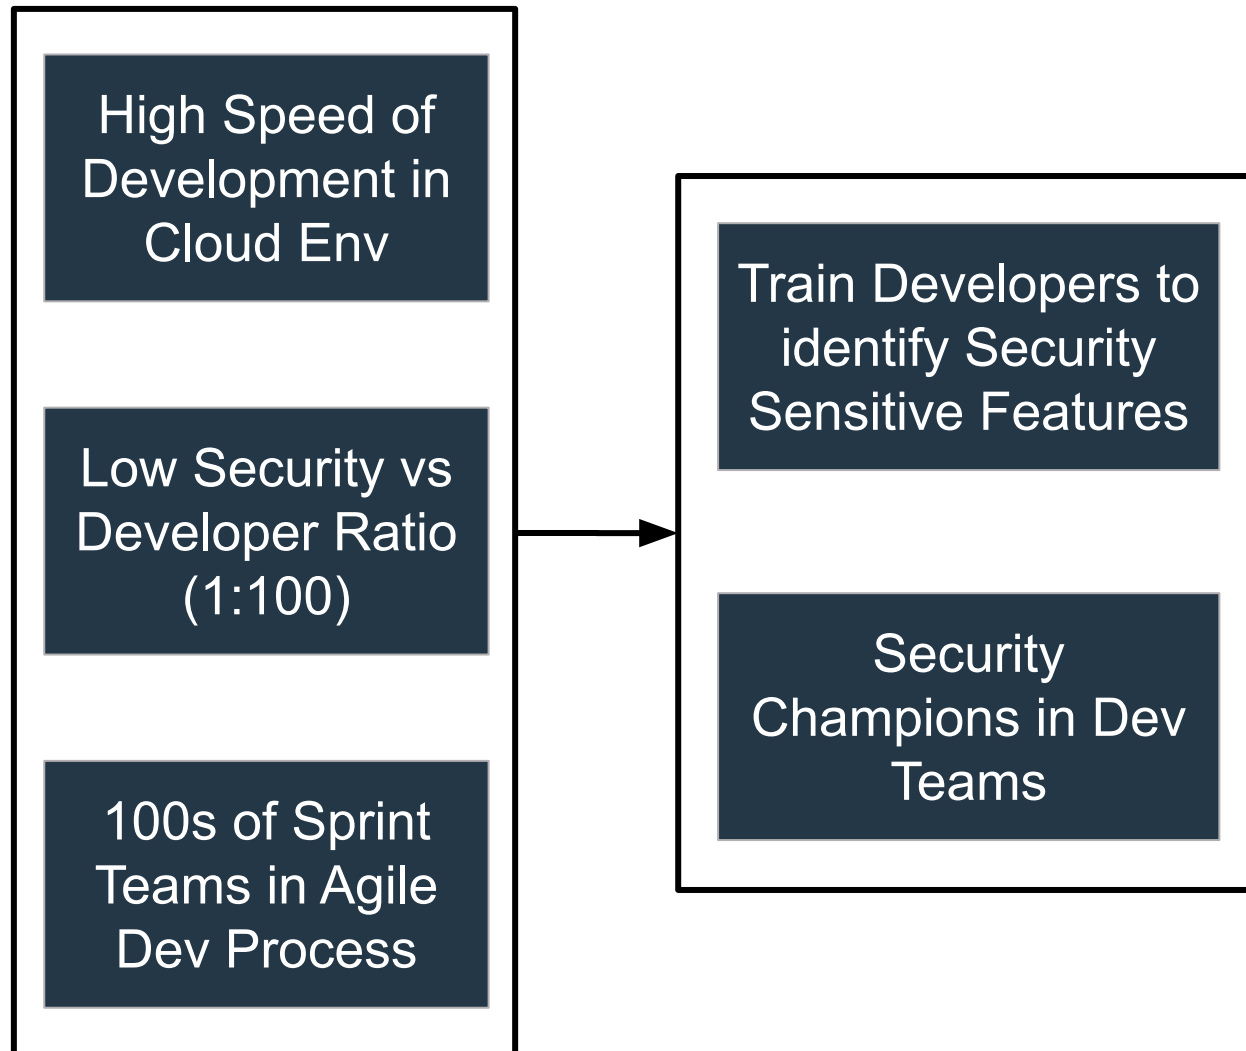 High Speed of
Development in
Cloud Env
Low Security vs
Developer Ratio
(1:100)
100s of Sprint
Teams in Agile
Dev Process
Train Developers to
identify Security
Sensitive Features
Security
Champions in Dev
Teams